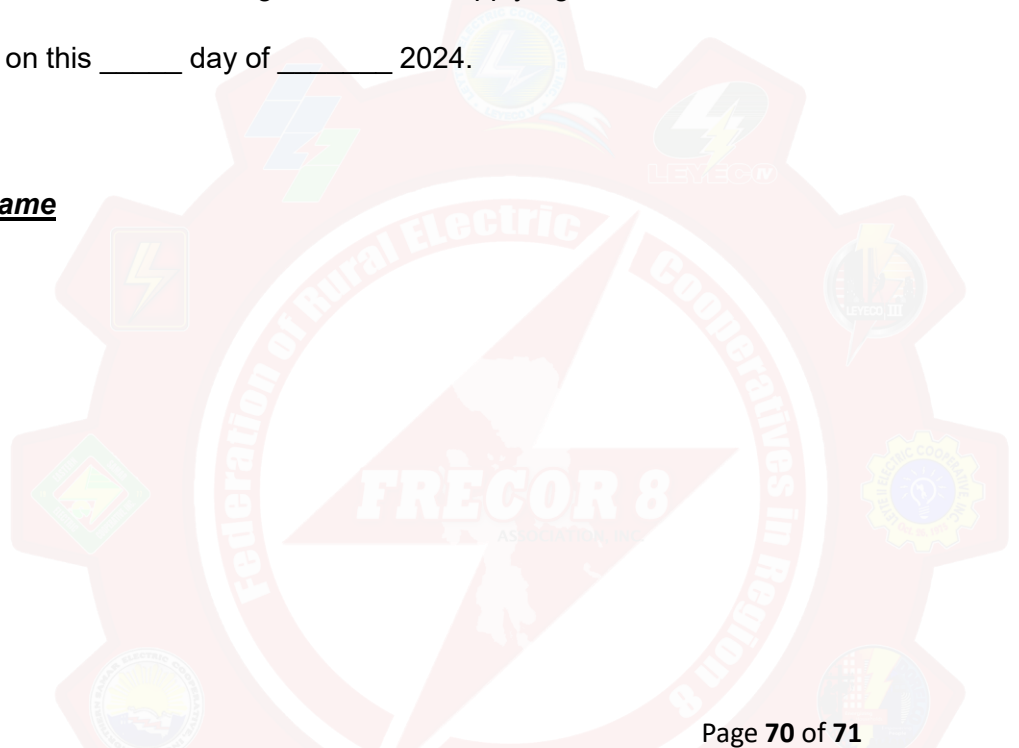 on this _____ day of _______ 2024.
ame
LEYECO IV
Federation of Rural Electric Cooperatives in Region 8
LEYECO III
FRECOR 8
ASSOCIATION, INC.
Page 70 of 71